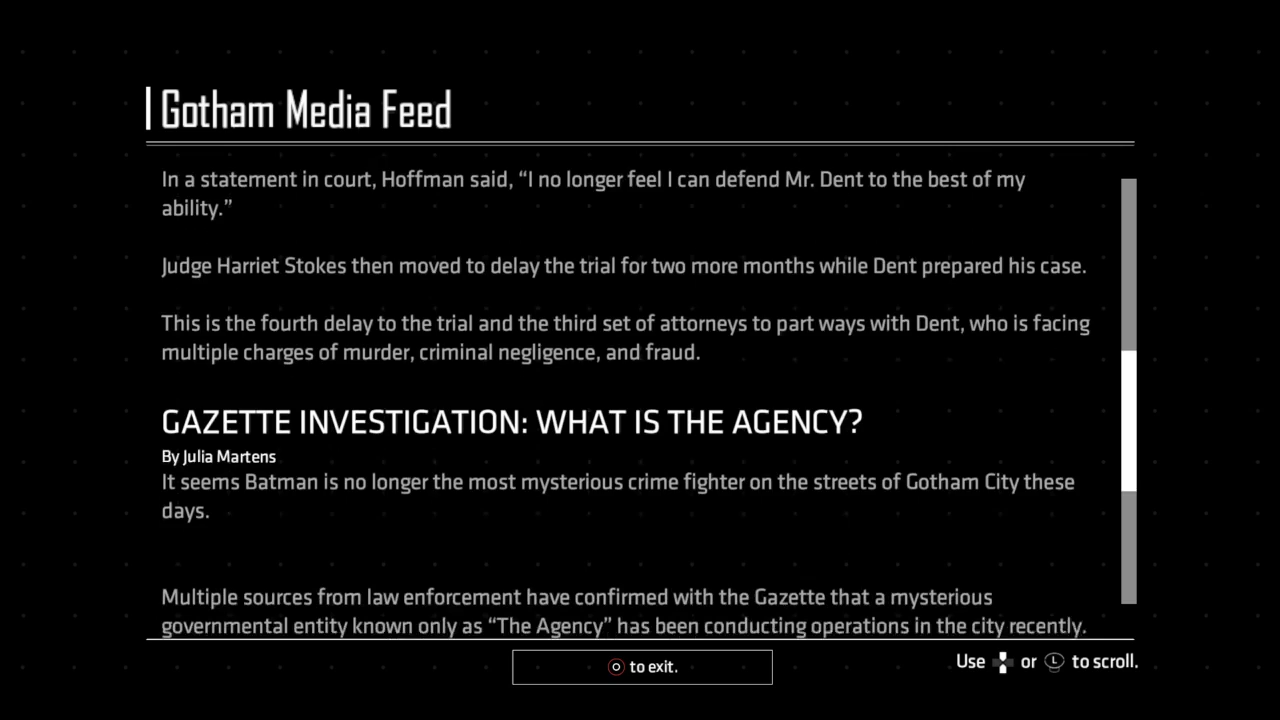 Gotham Media Feed
In a statement in court, Hoffman said, “I no longer feel I can defend Mr. Dent to the best of my
ability.”
Judge Harriet Stokes then moved to delay the trial for two more months while Dent prepared his case.
This is the fourth delay to the trial and the third set of attorneys to part ways with Dent, who is facing
multiple charges of murder, criminal negligence, and fraud.
GAZETTE INVESTIGATION: WHAT IS THE AGENCY?
By Julia Martens
It seems Batman is no longer the most mysterious crime fighter on the streets of Gotham City these
days.
Multiple sources from law enforcement have confirmed with the Gazette that a mysterious
governmental entity known only as “The Agency” has been conducting operations in the city recently.
to exit.
Use or L to scroll.